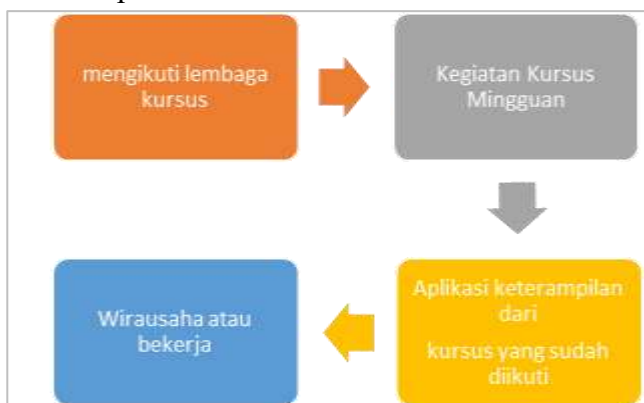 mengikuti lembaga
kursus
Kegiatan Kursus
Mingguan
Aplikasi keterampilan
dari
kursus yang sudah
diikuti
Wirausaha atau
bekerja